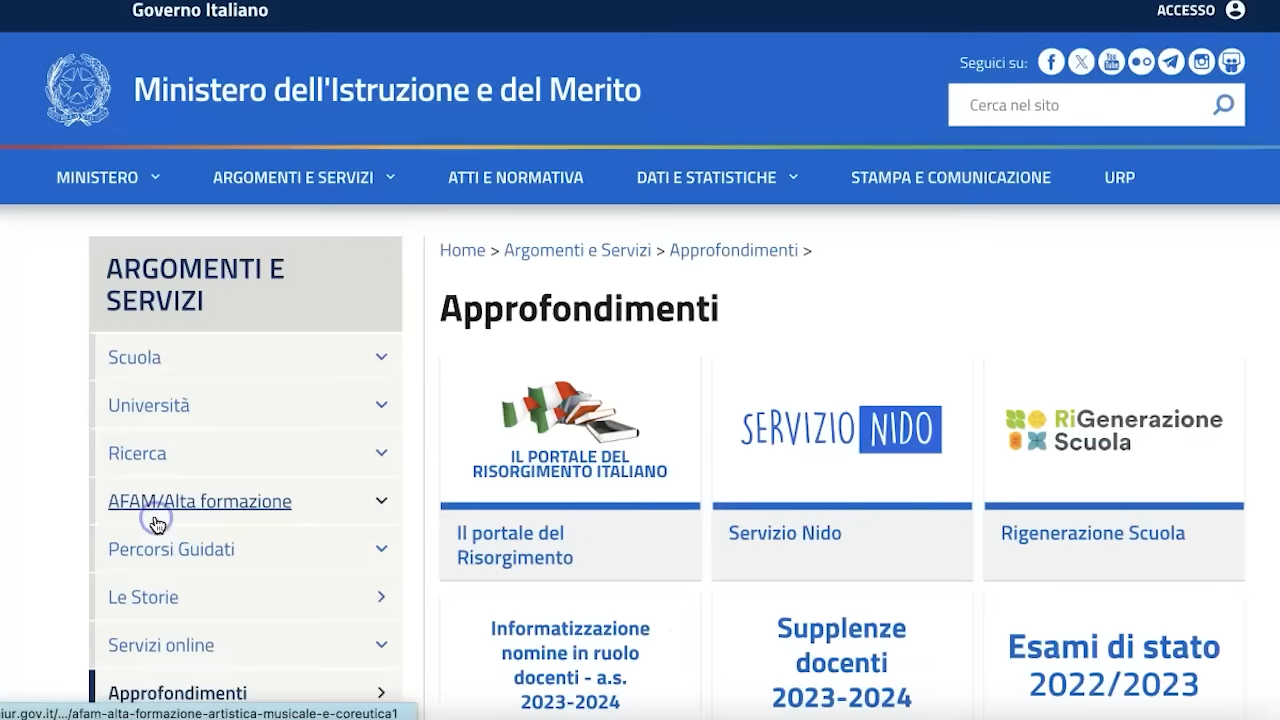 Governo Italiano
ACCESSO
Ministero dell'Istruzione e del Merito
Seguici su:
Cerca nel sito
MINISTERO
ARGOMENTI E SERVIZI
ATTI E NORMATIVA
DATI E STATISTICHE
STAMPA E COMUNICAZIONE
URP
ARGOMENTI E
SERVIZI
Scuola
Università
Ricerca
AFAM/Alta formazione
Percorsi Guidati
Le Storie
Servizi online
Approfondimenti
Home > Argomenti e Servizi > Approfondimenti >
Approfondimenti
IL PORTALE DEL
RISORGIMENTO ITALIANO
Il portale del
Risorgimento
SERVIZIO NIDO
Servizio Nido
RiGenerazione
Scuola
Rigenerazione Scuola
Informatizzazione
nomine in ruolo
docenti - a.s.
2023-2024
Supplenze
docenti
2023-2024
Esami di stato
2022/2023
iur.gov.it/.../afam-alta-formazione-artistica-musicale-e-coreutica1